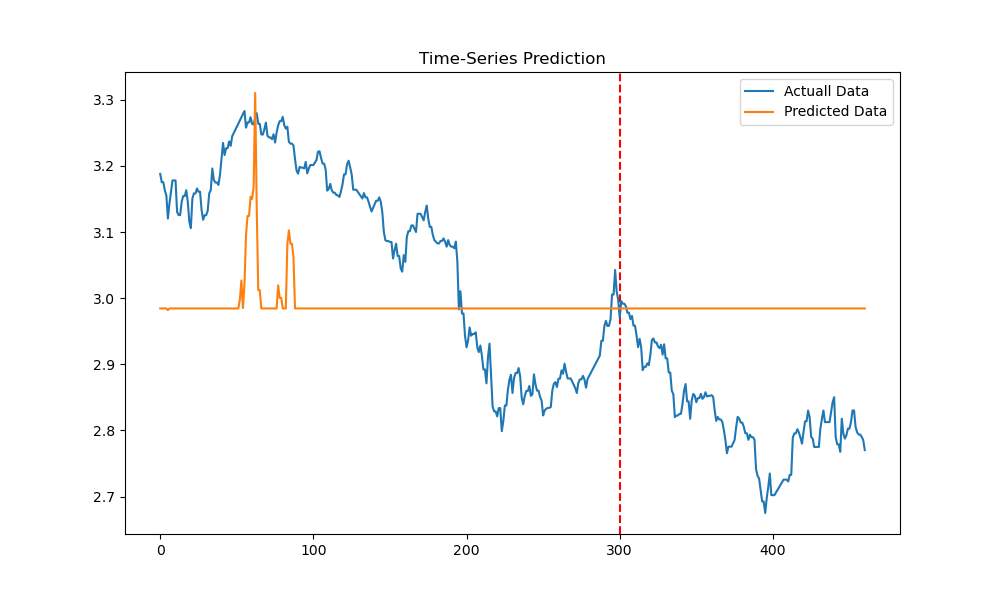 Time-Series Prediction
Actuall Data
Predicted Data
3.3
3.2
3.1
3.0
2.9
2.8
2.7
0 100 200 300 400